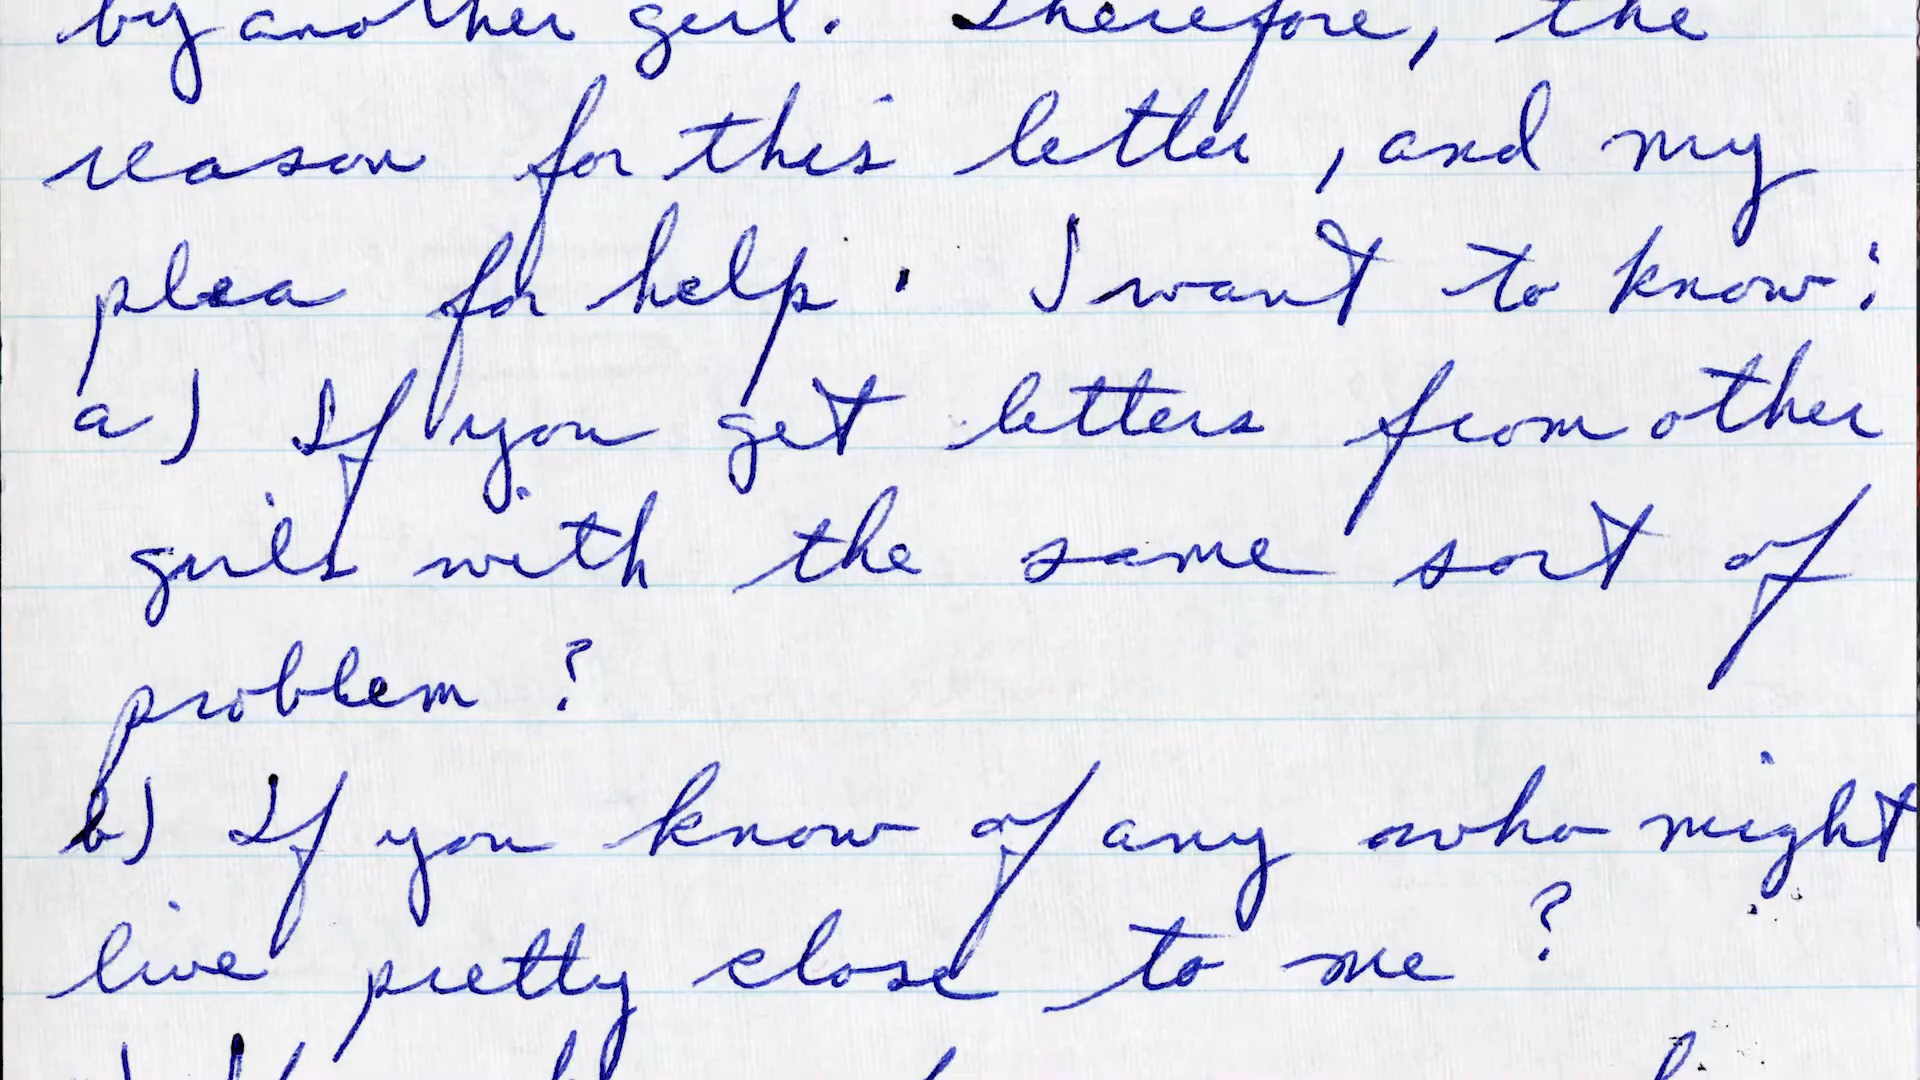 by another girl. Therefore, the
reason for this letter, and my
plea for help. I want to know:
a) If you get letters from other
girls with the same sort of
problem?
b) If you know of any who might
live pretty close to me?